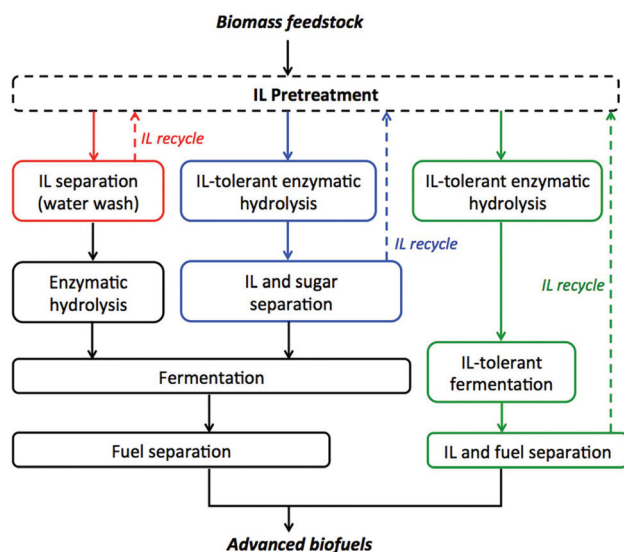 Biomass feedstock
IL Pretreatment
IL recycle
IL separation
(water wash)
IL-tolerant enzymatic
hydrolysis
IL-tolerant enzymatic
hydrolysis
IL recycle
Enzymatic
hydrolysis
IL and sugar
separation
IL recycle
IL-tolerant
fermentation
Fermentation
Fuel separation
IL and fuel separation
Advanced biofuels